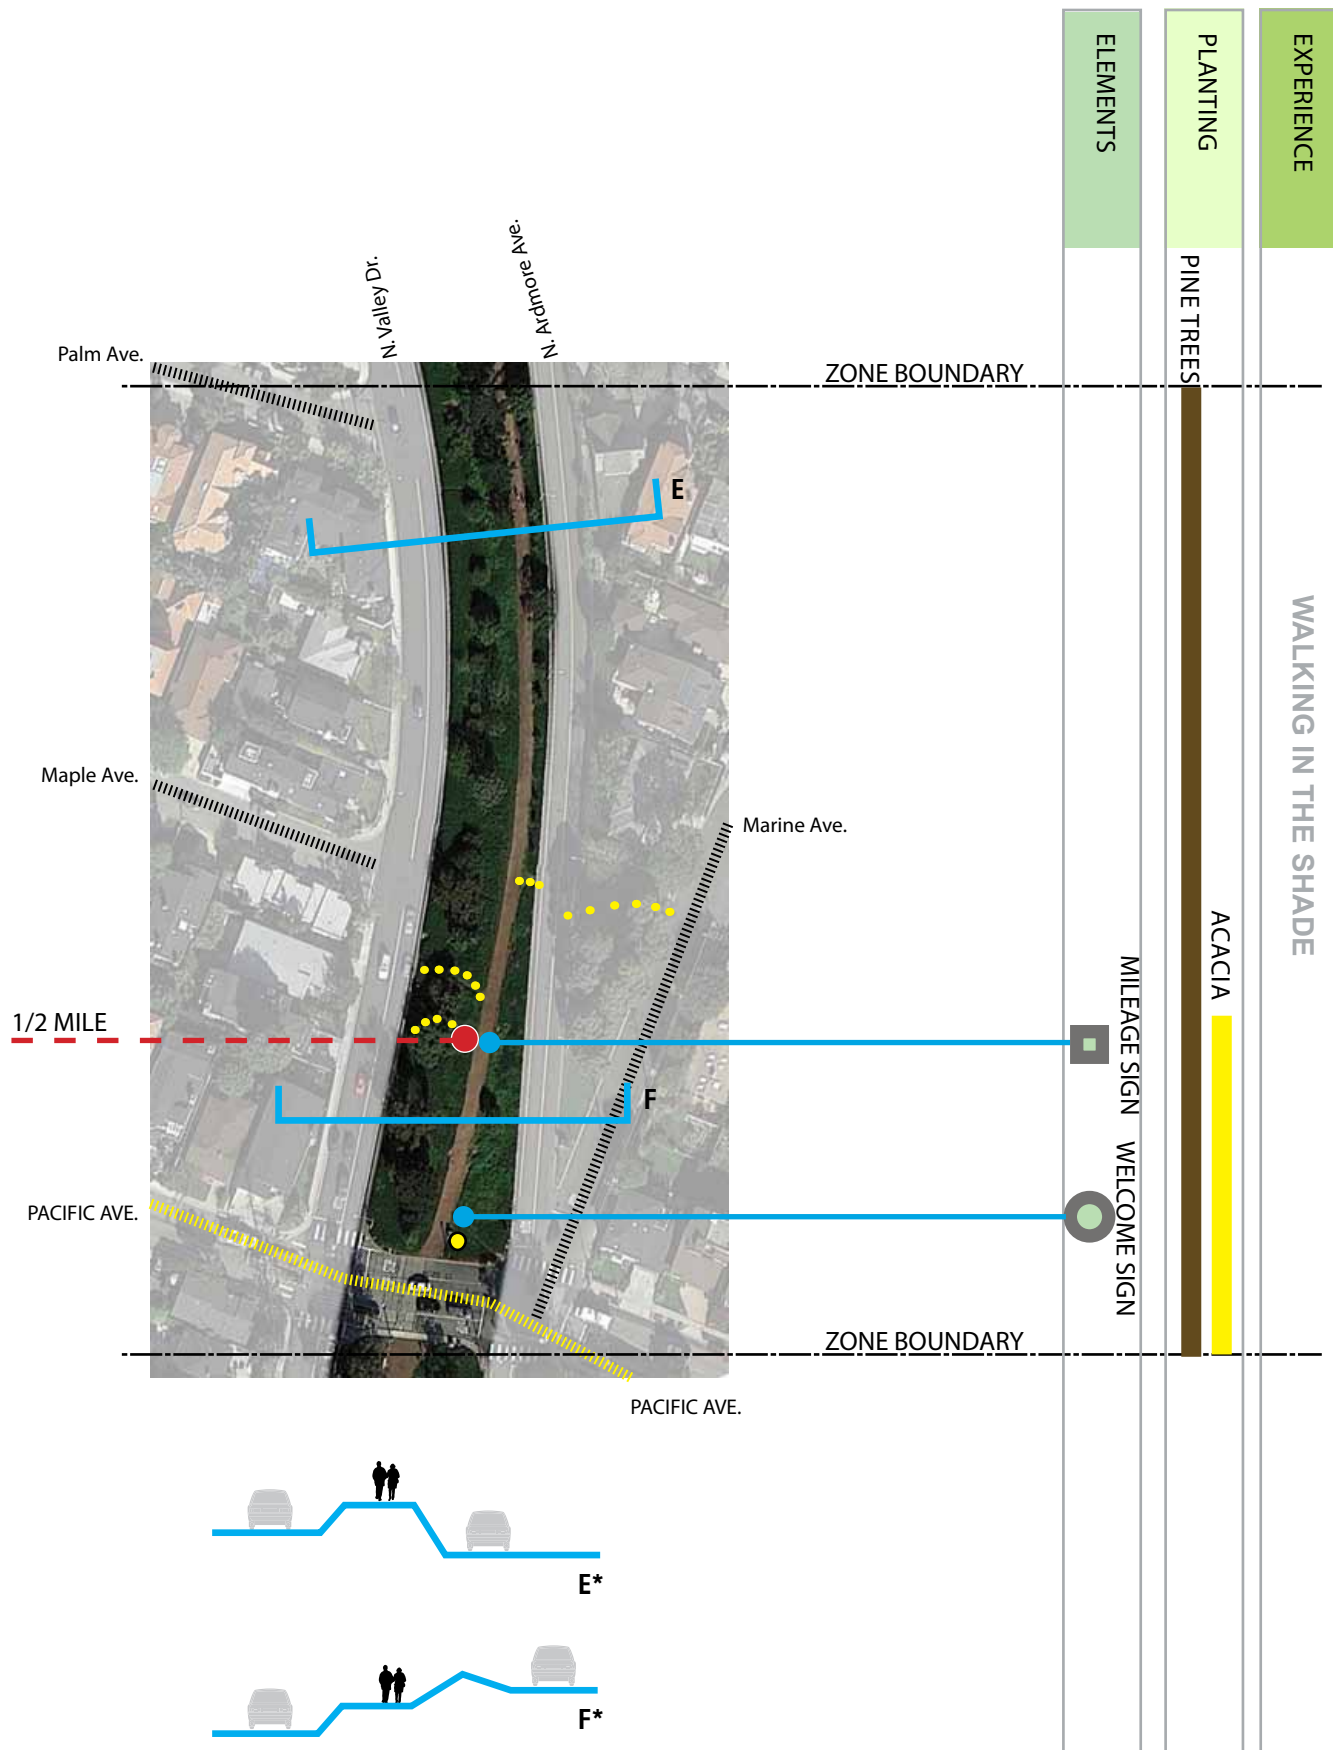 ELEMENTS
PLANTING
EXPERIENCE
N. Valley Dr.
N. Ardmore Ave.
PINE TREES
Palm Ave.
ZONE BOUNDARY
E
WALKING IN THE SHADE
Maple Ave.
Marine Ave.
ACACIA
MILEAGE SIGN
1/2 MILE
F
WELCOME SIGN
PACIFIC AVE.
ZONE BOUNDARY
PACIFIC AVE.
E*
F*